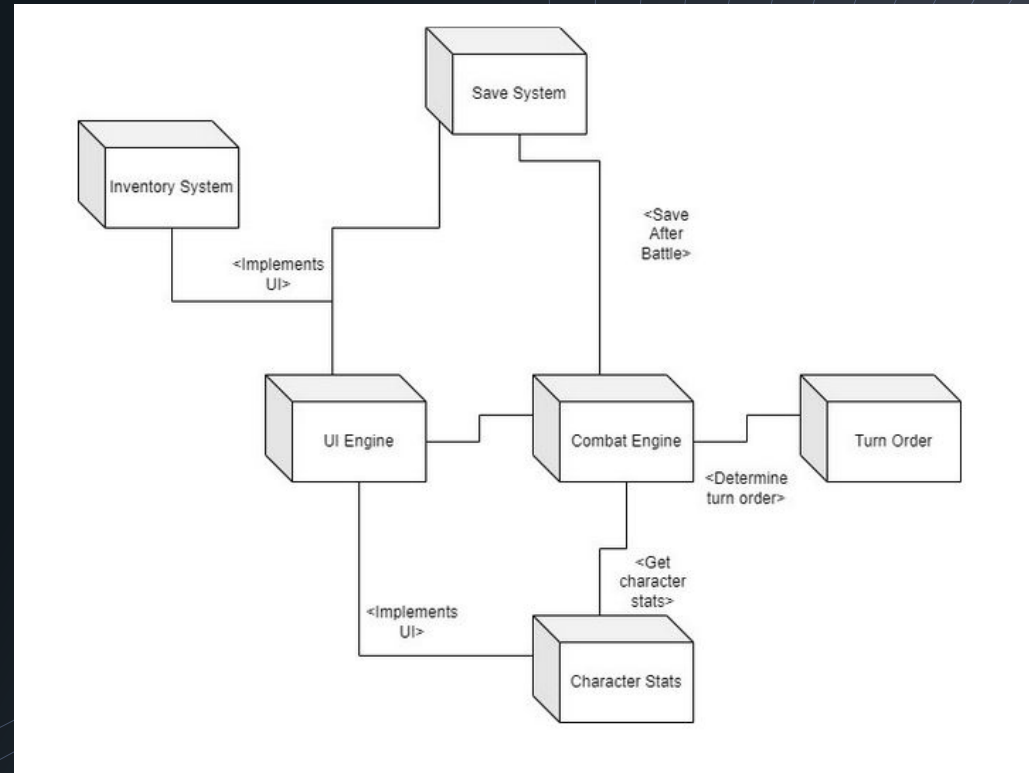 Save System
Inventory System
<Save
After
Battle>
<Implements
UI>
UI Engine
Combat Engine
Turn Order
<Determine
turn order>
<Get
character
stats>
<Implements
UI>
Character Stats